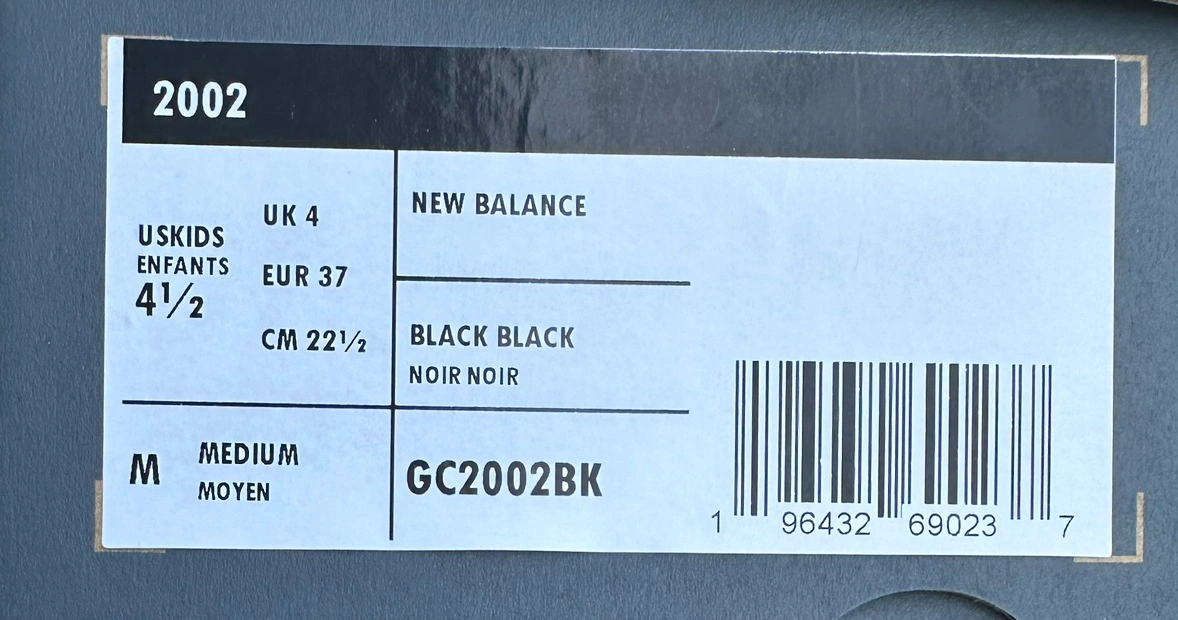 2002
USKIDS
ENFANTS
4½
UK 4
EUR 37
CM 22½
NEW BALANCE
BLACK BLACK
NOIR NOIR
M
MEDIUM
MOYEN
GC2002BK
1 96432 69023 7